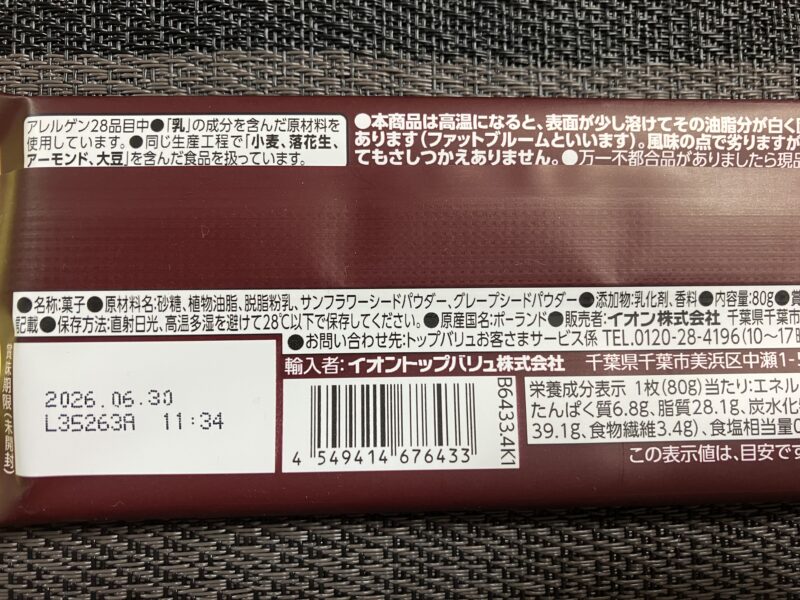 アレルゲン28品目中●「乳」の成分を含んだ原材料を
使用しています。●同じ生産工程で「小麦、落花生、
アーモンド、大豆」を含んだ食品を扱っています。
●本商品は高温になると、表面が少し溶けてその油脂分が白く
あります(ファットブルームといいます)。風味の点で劣りますが
てもさしつかえありません。●万一不都合品がありましたら現品
●名称:菓子●原材料名:砂糖、植物油脂、脱脂粉乳、サンフラワーシードパウダー、グレープシードパウダー●添加物:乳化剤、香料●内容量:80g●賞
記載●保存方法:直射日光、高温多湿を避けて28℃以下で保存してください。●原産国名:ポーランド●販売者:イオン株式会社 千葉県千葉市
●お問い合わせ先:トップバリュお客さまサービス係 TEL.0120-28-4196(10〜17
輸入者:イオントップバリュ株式会社 千葉県千葉市美浜区中瀬1-5
賞味期限(未開封)
2026.06.30
L35263A 11:34
4 549414 676433
B6433.4K1
栄養成分表示 1枚(80g)当たり:エネル
たんぱく質6.8g、脂質28.1g、炭水化
39.1g、食物繊維3.4g)、食塩相当量0
この表示値は、目安です